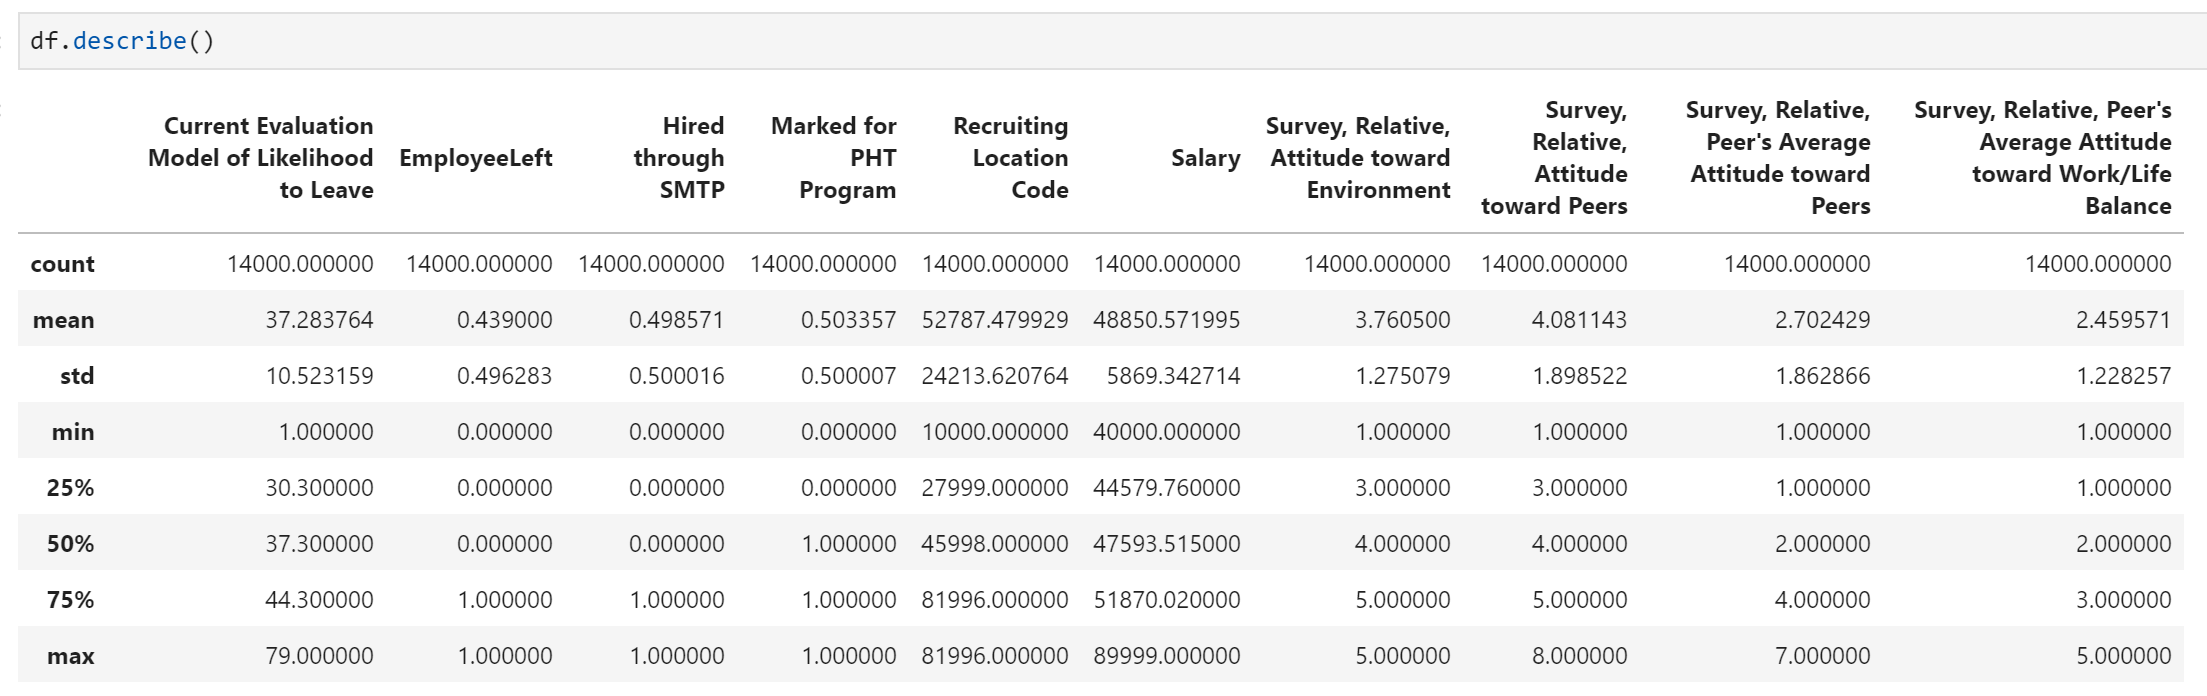 df.describe()
Current Evaluation Model of Likelihood to Leave EmployeeLeft Hired through SMTP Marked for PHT Program Recruiting Location Code Salary Survey, Relative, Attitude toward Environment Survey, Relative, Attitude toward Peers Survey, Relative, Peer's Average Attitude toward Peers Survey, Relative, Peer's Average Attitude toward Work/Life Balance
count 14000.000000 14000.000000 14000.000000 14000.000000 14000.000000 14000.000000 14000.000000 14000.000000 14000.000000 14000.000000
mean 37.283764 0.439000 0.498571 0.503357 52787.479929 48850.571995 3.760500 4.081143 2.702429 2.459571
std 10.523159 0.496283 0.500016 0.500007 24213.620764 5869.342714 1.275079 1.898522 1.862866 1.228257
min 1.000000 0.000000 0.000000 0.000000 10000.000000 40000.000000 1.000000 1.000000 1.000000 1.000000
25% 30.300000 0.000000 0.000000 0.000000 27999.000000 44579.760000 3.000000 3.000000 1.000000 1.000000
50% 37.300000 0.000000 0.000000 1.000000 45998.000000 47593.515000 4.000000 4.000000 2.000000 2.000000
75% 44.300000 1.000000 1.000000 1.000000 81996.000000 51870.020000 5.000000 5.000000 4.000000 3.000000
max 79.000000 1.000000 1.000000 1.000000 81996.000000 89999.000000 5.000000 8.000000 7.000000 5.000000